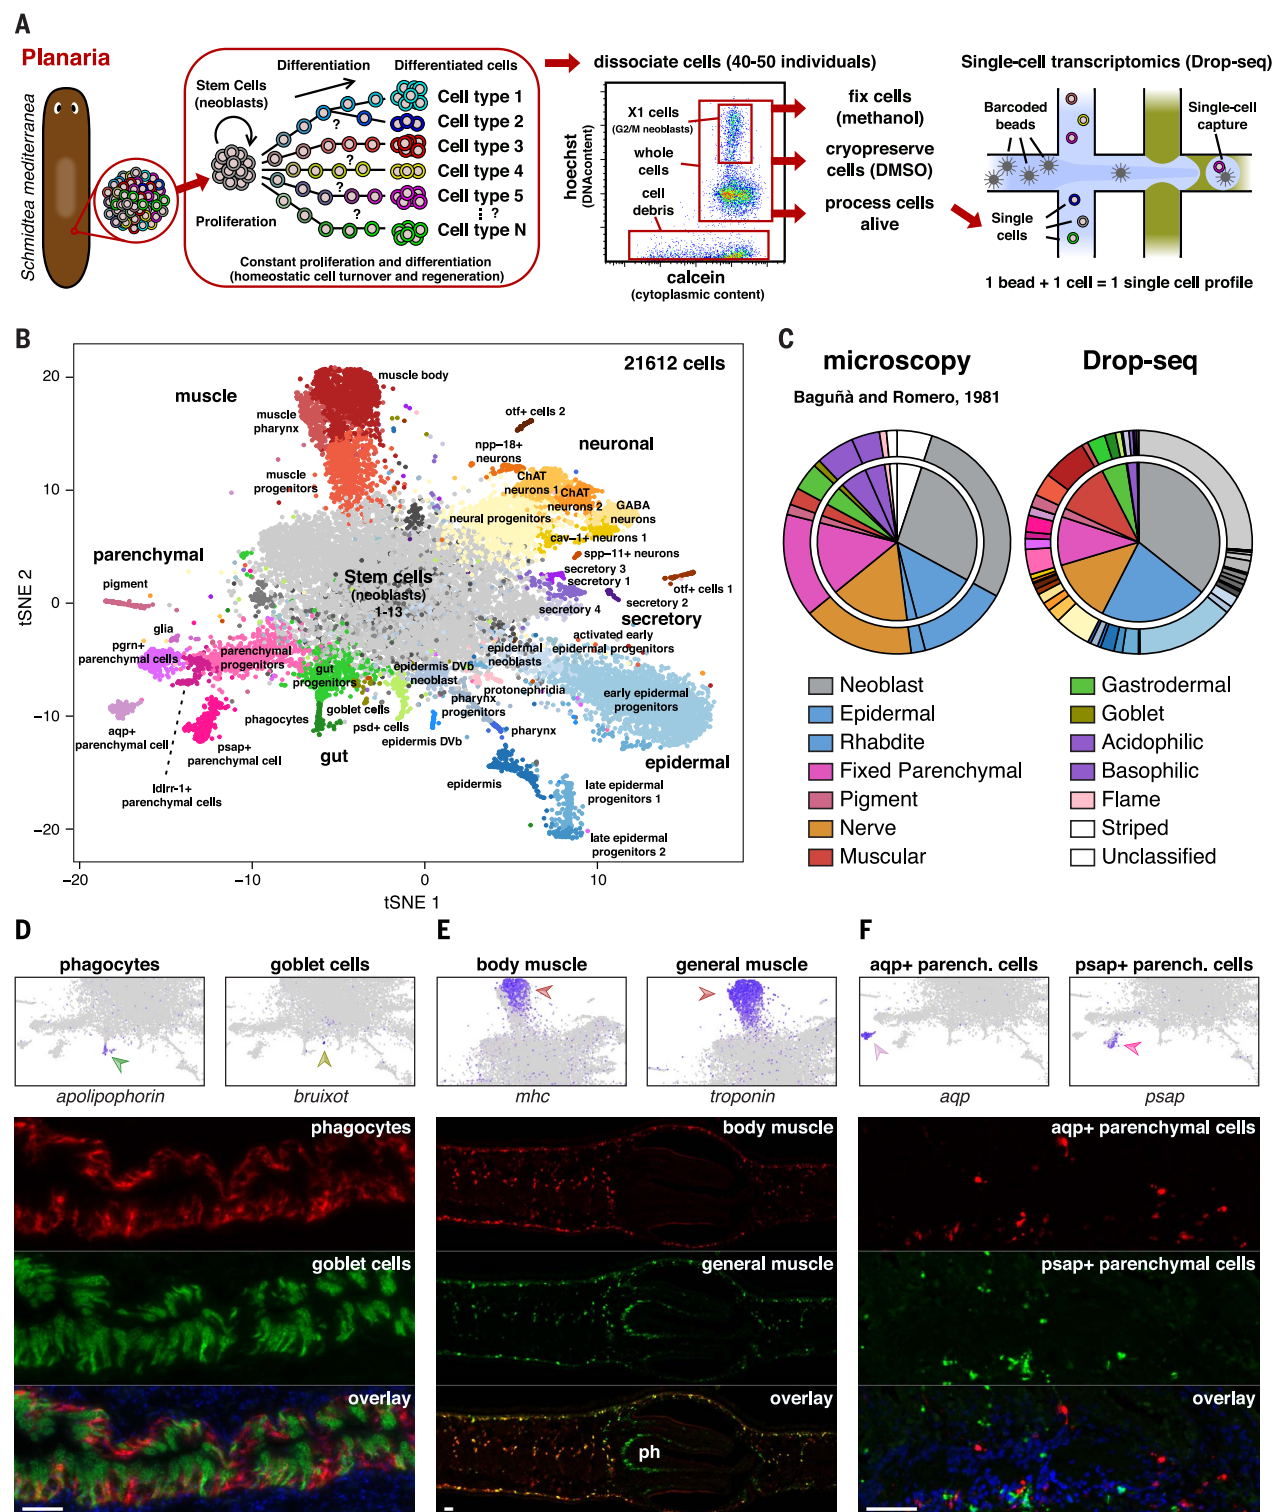 A
Planaria
Schmidtea mediterranea
Stem Cells
(neoblasts)
Differentiation
Differentiated cells
Proliferation
?
?
?
?
?
Cell type 1
Cell type 2
Cell type 3
Cell type 4
Cell type 5
Cell type N
Constant proliferation and differentiation
(homeostatic cell turnover and regeneration)
dissociate cells (40-50 individuals)
hoechst
(DNAcontent)
X1 cells
(G2/M neoblasts)
whole
cells
cell
debris
calcein
(cytoplasmic content)
fix cells
(methanol)
cryopreserve
cells (DMSO)
process cells
alive
Single-cell transcriptomics (Drop-seq)
Barcoded
beads
Single-cell
capture
Single
cells
1 bead + 1 cell = 1 single cell profile
B
21612 cells
tSNE 2
20
10
0
−10
−20
−20
−10
0
10
tSNE 1
muscle
muscle body
muscle
pharynx
muscle
progenitors
otf+ cells 2
neuronal
npp−18+
neurons
ChAT
neurons 1
ChAT
neurons 2
GABA
neurons
neural progenitors
cav−1+ neurons 1
spp−11+ neurons
parenchymal
pigment
Stem cells
(neoblasts)
1-13
secretory 3
secretory 1
otf+ cells 1
secretory 2
secretory 4
secretory
glia
pgrn+
parenchymal cells
parenchymal
progenitors
gut
progenitors
epidermis DVb
neoblast
epidermal
neoblasts
activated early
epidermal progenitors
protonephridia
early epidermal
progenitors
goblet cells
phagocytes
psd+ cells
pharynx
progenitors
pharynx
epidermis DVb
aqp+
parenchymal cell
psap+
parenchymal cell
gut
epidermal
ldlrr-1+
parenchymal cells
epidermis
late epidermal
progenitors 1
late epidermal
progenitors 2
C
microscopy
Drop-seq
Baguñà and Romero, 1981
Neoblast
Epidermal
Rhabdite
Fixed Parenchymal
Pigment
Nerve
Muscular
Gastrodermal
Goblet
Acidophilic
Basophilic
Flame
Striped
Unclassified
D
phagocytes
goblet cells
apolipophorin
bruixot
phagocytes
goblet cells
overlay
E
body muscle
general muscle
mhc
troponin
body muscle
general muscle
overlay
ph
F
aqp+ parench. cells
psap+ parench. cells
aqp
psap
aqp+ parenchymal cells
psap+ parenchymal cells
overlay